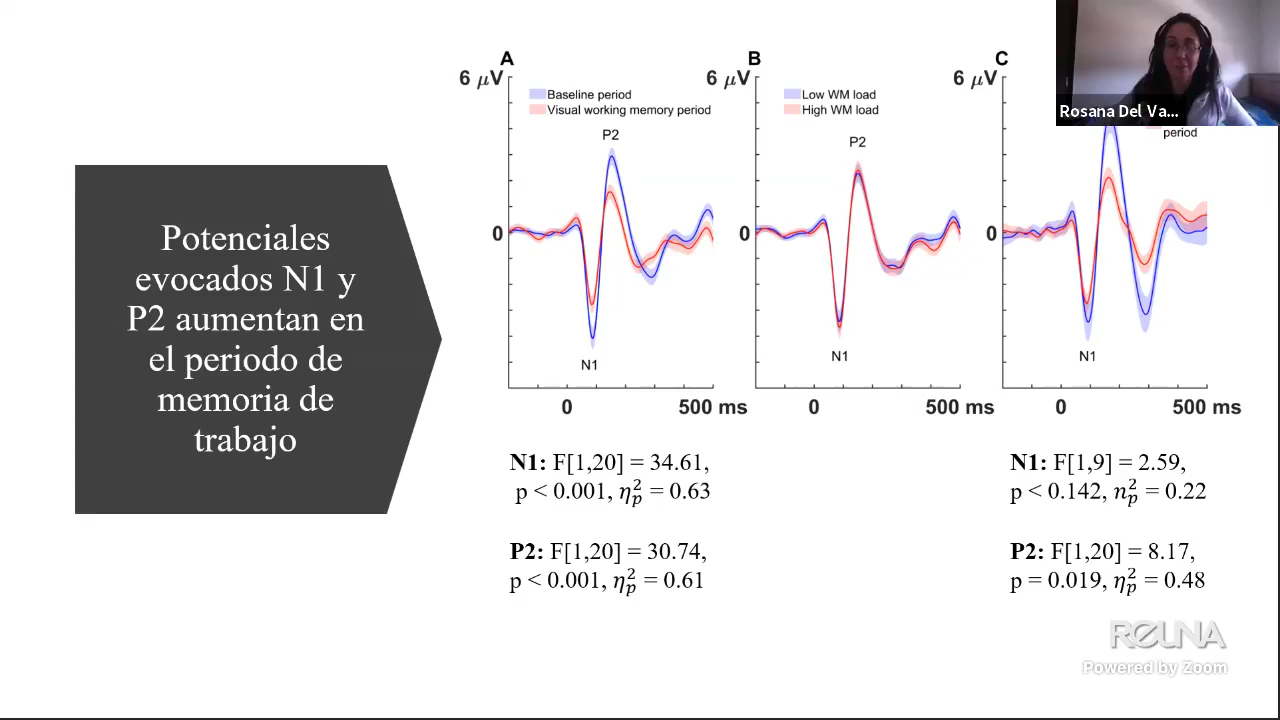 Potenciales
evocados N1 y
P2 aumentan en
el periodo de
memoria de
trabajo
A
6 μV
Baseline period
Visual working memory period
P2
0
N1
0
500 ms
B
6 μV
Low WM load
High WM load
P2
0
N1
0
500 ms
C
6 μV
period
0
N1
0
500 ms
N1: F[1,20] = 34.61,
p < 0.001, η²ₚ = 0.63
P2: F[1,20] = 30.74,
p < 0.001, η²ₚ = 0.61
N1: F[1,9] = 2.59,
p < 0.142, n²ₚ = 0.22
P2: F[1,20] = 8.17,
p = 0.019, η²ₚ = 0.48
Rosana Del Va...
REUNA
Powered by Zoom